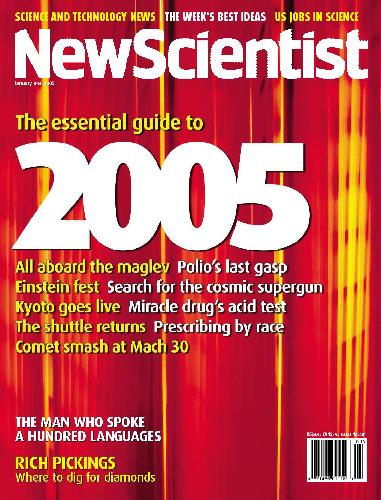 SCIENCE AND TECHNOLOGY NEWS THE WEEK'S BEST IDEAS US JOBS IN SCIENCE
NewScientist
The essential guide to
2005
All aboard the maglev Polio's last gasp
Einstein fest Search for the cosmic supergun
Kyoto goes live Miracle drug's acid test
The shuttle returns Prescribing by race
Comet smash at Mach 30
THE MAN WHO SPOKE
A HUNDRED LANGUAGES
RICH PICKINGS
Where to dig for diamonds